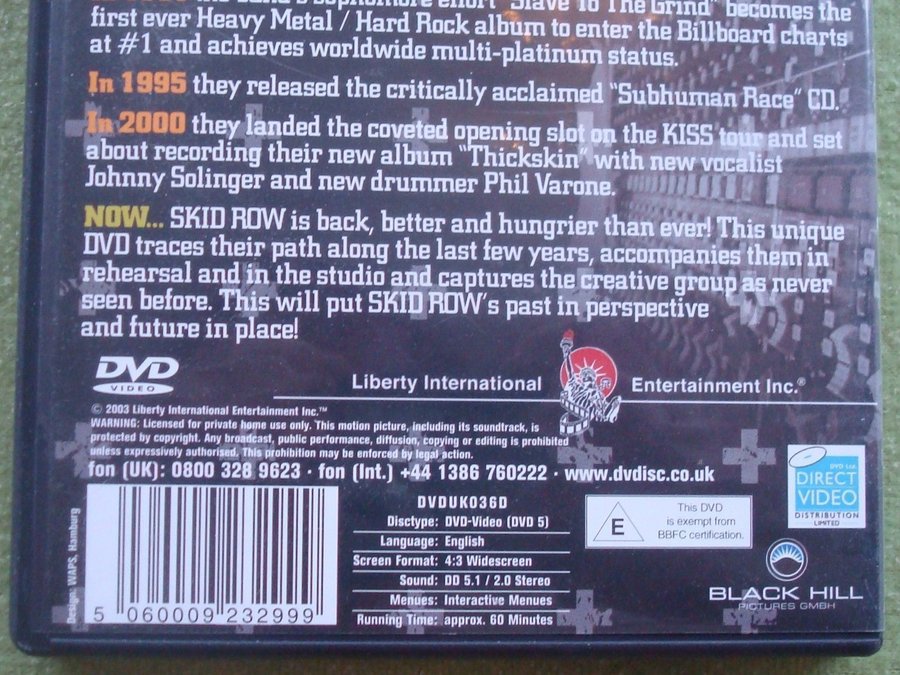 the band's sophomore effort "Slave To The Grind" becomes the
first ever Heavy Metal / Hard Rock album to enter the Billboard charts
at #1 and achieves worldwide multi-platinum status.
In 1995 they released the critically acclaimed "Subhuman Race" CD.
In 2000 they landed the coveted opening slot on the KISS tour and set
about recording their new album "Thickskin" with new vocalist
Johnny Solinger and new drummer Phil Varone.
NOW... SKID ROW is back, better and hungrier than ever! This unique
DVD traces their path along the last few years, accompanies them in
rehearsal and in the studio and captures the creative group as never
seen before. This will put SKID ROW's past in perspective
and future in place!
DVD
VIDEO
Liberty International Entertainment Inc.®
© 2003 Liberty International Entertainment Inc.™
WARNING: Licensed for private home use only. This motion picture, including its soundtrack, is
protected by copyright. Any broadcast, public performance, diffusion, copying or editing is prohibited
unless expressively authorised. This prohibition may be enforced by legal action.
fon (UK): 0800 328 9623 · fon (Int.) +44 1386 760222 · www.dvdisc.co.uk
Design: WAPS, Hamburg
5 060009 232999
DVDUK036D
Disctype: DVD-Video (DVD 5)
Language: English
Screen Format: 4:3 Widescreen
Sound: DD 5.1 / 2.0 Stereo
Menues: Interactive Menues
Running Time: approx. 60 Minutes
E
This DVD
is exempt from
BBFC certification.
DVD Ltd.
DIRECT
VIDEO
DISTRIBUTION
LIMITED
BLACK HILL
PICTURES GMBH